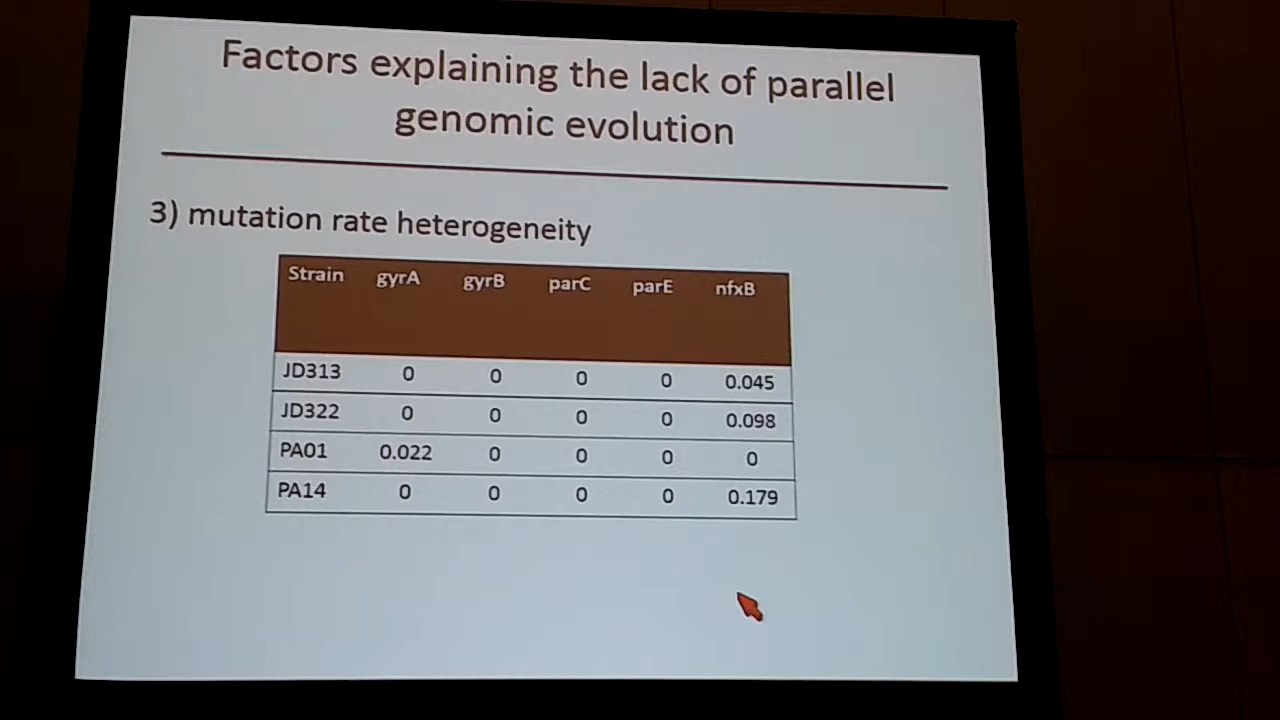 Factors explaining the lack of parallel
genomic evolution
3) mutation rate heterogeneity
Strain gyrA gyrB parC parE nfxB
JD313 0 0 0 0 0.045
JD322 0 0 0 0 0.098
PA01 0.022 0 0 0 0
PA14 0 0 0 0 0.179